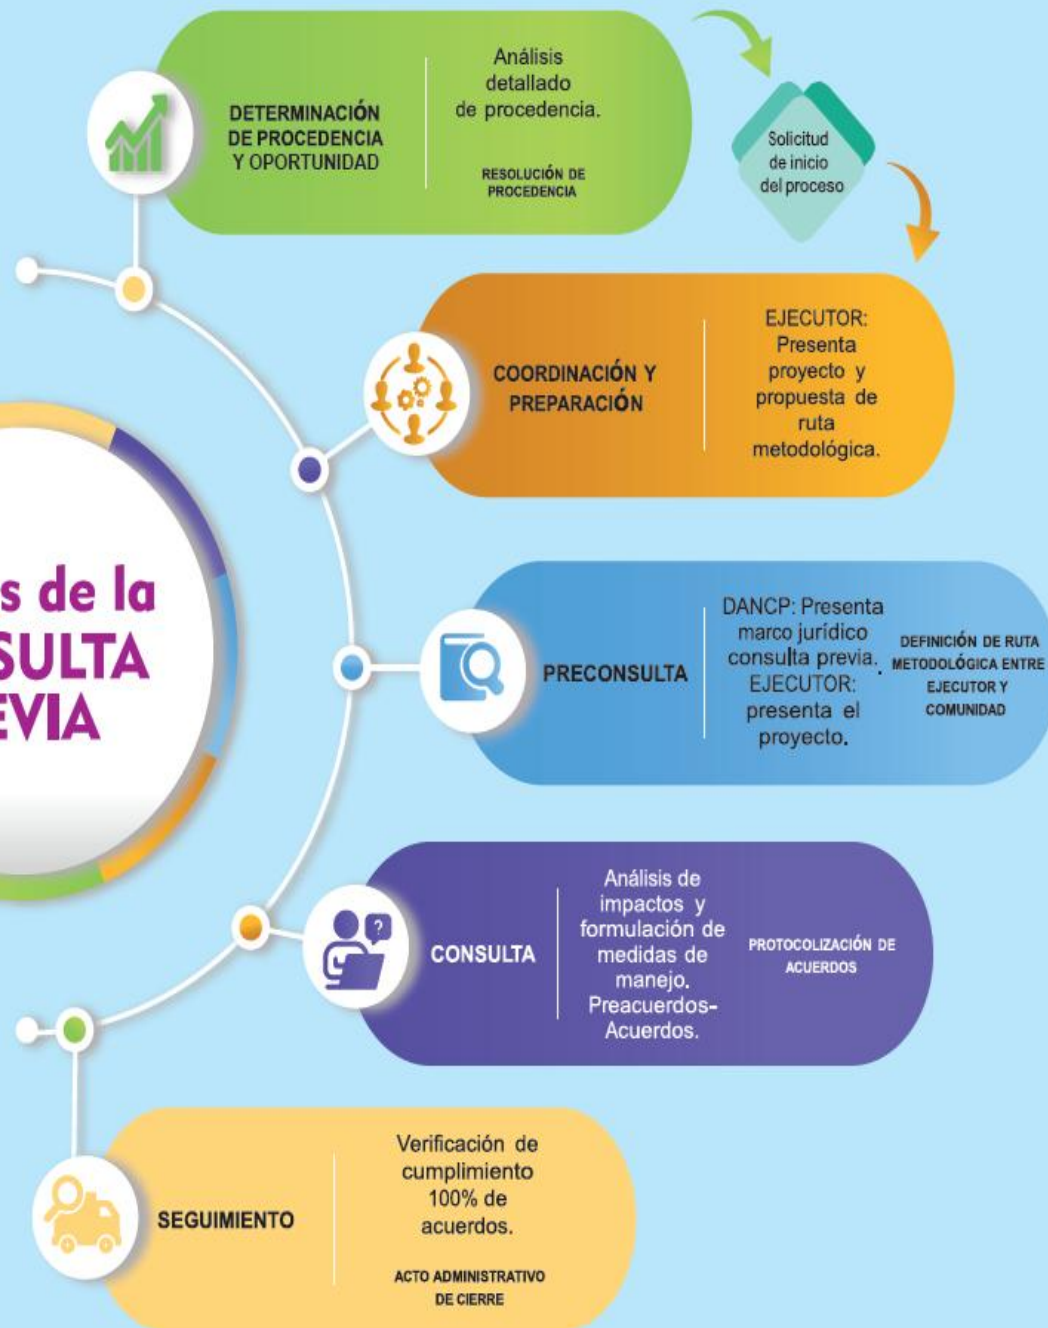 DETERMINACIÓN
DE PROCEDENCIA
Y OPORTUNIDAD
Análisis
detallado
de procedencia.
RESOLUCIÓN DE
PROCEDENCIA
Solicitud
de inicio
del proceso
COORDINACIÓN Y
PREPARACIÓN
EJECUTOR:
Presenta
proyecto y
propuesta de
ruta
metodológica.
s de la
SULTA
EVIA
PRECONSULTA
DANCP: Presenta
marco jurídico
consulta previa.
EJECUTOR:
presenta el
proyecto.
DEFINICIÓN DE RUTA
METODOLÓGICA ENTRE
EJECUTOR Y
COMUNIDAD
CONSULTA
Análisis de
impactos y
formulación de
medidas de
manejo.
Preacuerdos-
Acuerdos.
PROTOCOLIZACIÓN DE
ACUERDOS
SEGUIMIENTO
Verificación de
cumplimiento
100% de
acuerdos.
ACTO ADMINISTRATIVO
DE CIERRE